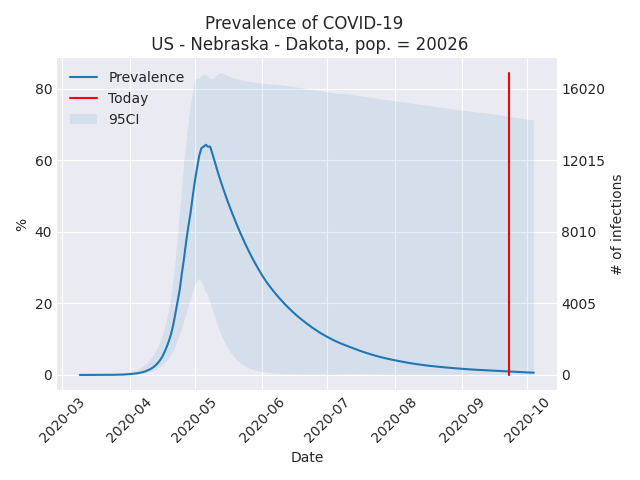 Prevalence of COVID-19
US - Nebraska - Dakota, pop. = 20026
Prevalence
Today
95CI
80
60
40
20
0
%
16020
12015
8010
4005
0
# of infections
2020-03
2020-04
2020-05
2020-06
2020-07
2020-08
2020-09
2020-10
Date